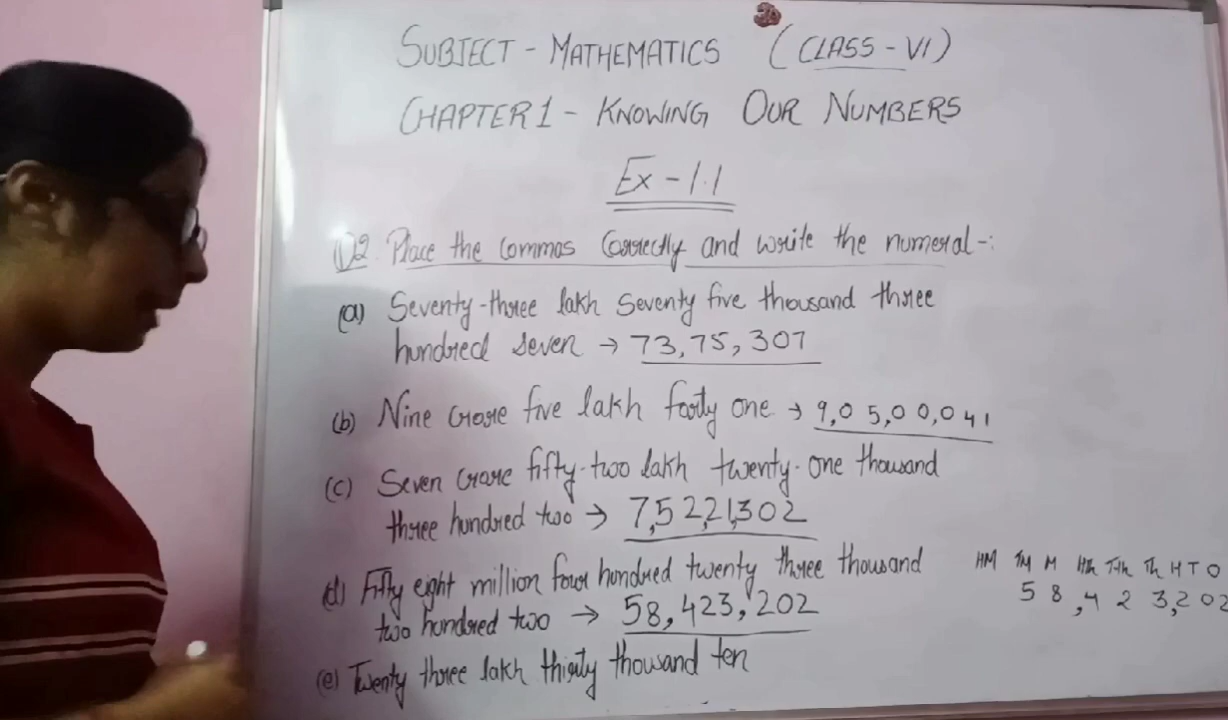 SUBJECT - MATHEMATICS (CLASS - VI)
CHAPTER 1 - KNOWING OUR NUMBERS
Ex - 1.1
Q2. Place the commas correctly and write the numeral -:
(a) Seventy-three lakh Seventy five thousand three
hundred seven → 73,75,307
(b) Nine crore five lakh forty one → 9,05,00,041
(c) Seven crore fifty-two lakh twenty-one thousand
three hundred two → 7,52,21,302
(d) Fifty eight million four hundred twenty three thousand
two hundred two → 58,423,202
HM TM M HTh TTh Th H T O
5 8,4 2 3,2 0 2
(e) Twenty three lakh thirty thousand ten